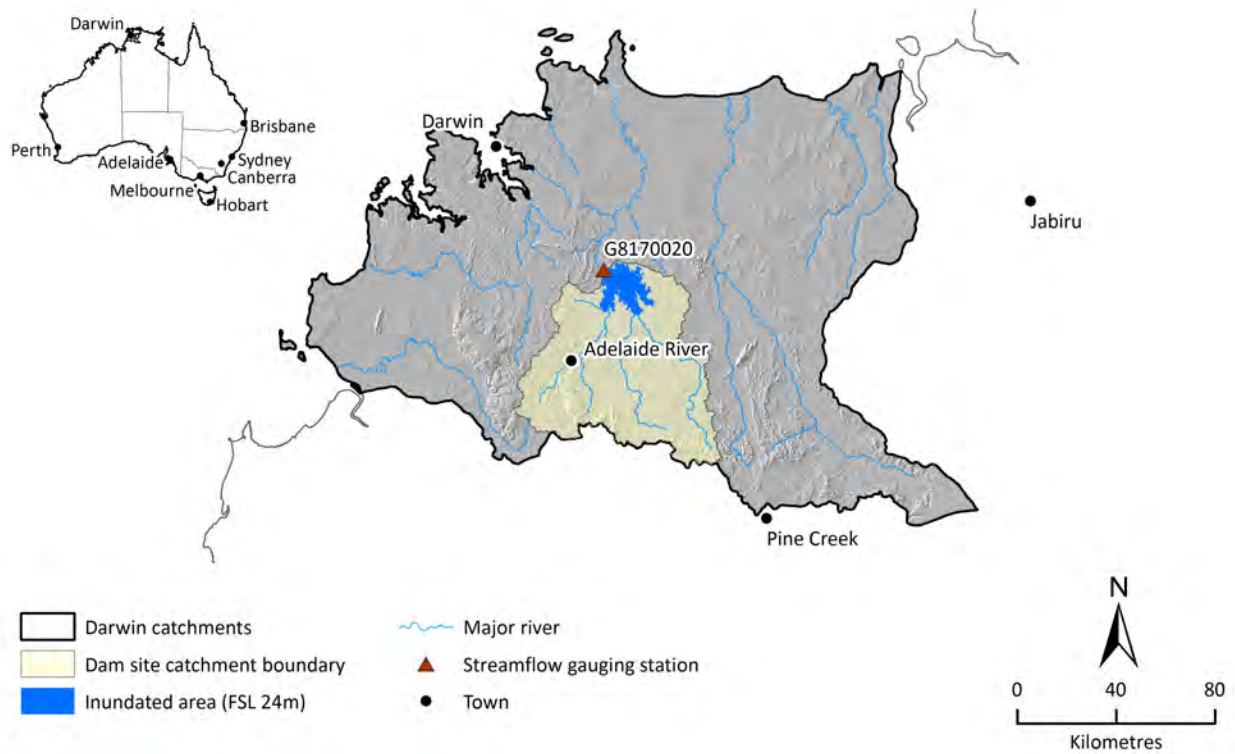 Darwin
Brisbane
Perth
Adelaide
Sydney
Canberra
Melbourne
Hobart
Darwin
Jabiru
G8170020
Adelaide River
Pine Creek
Darwin catchments
Dam site catchment boundary
Inundated area (FSL 24m)
Major river
Streamflow gauging station
Town
N
0 40 80
Kilometres